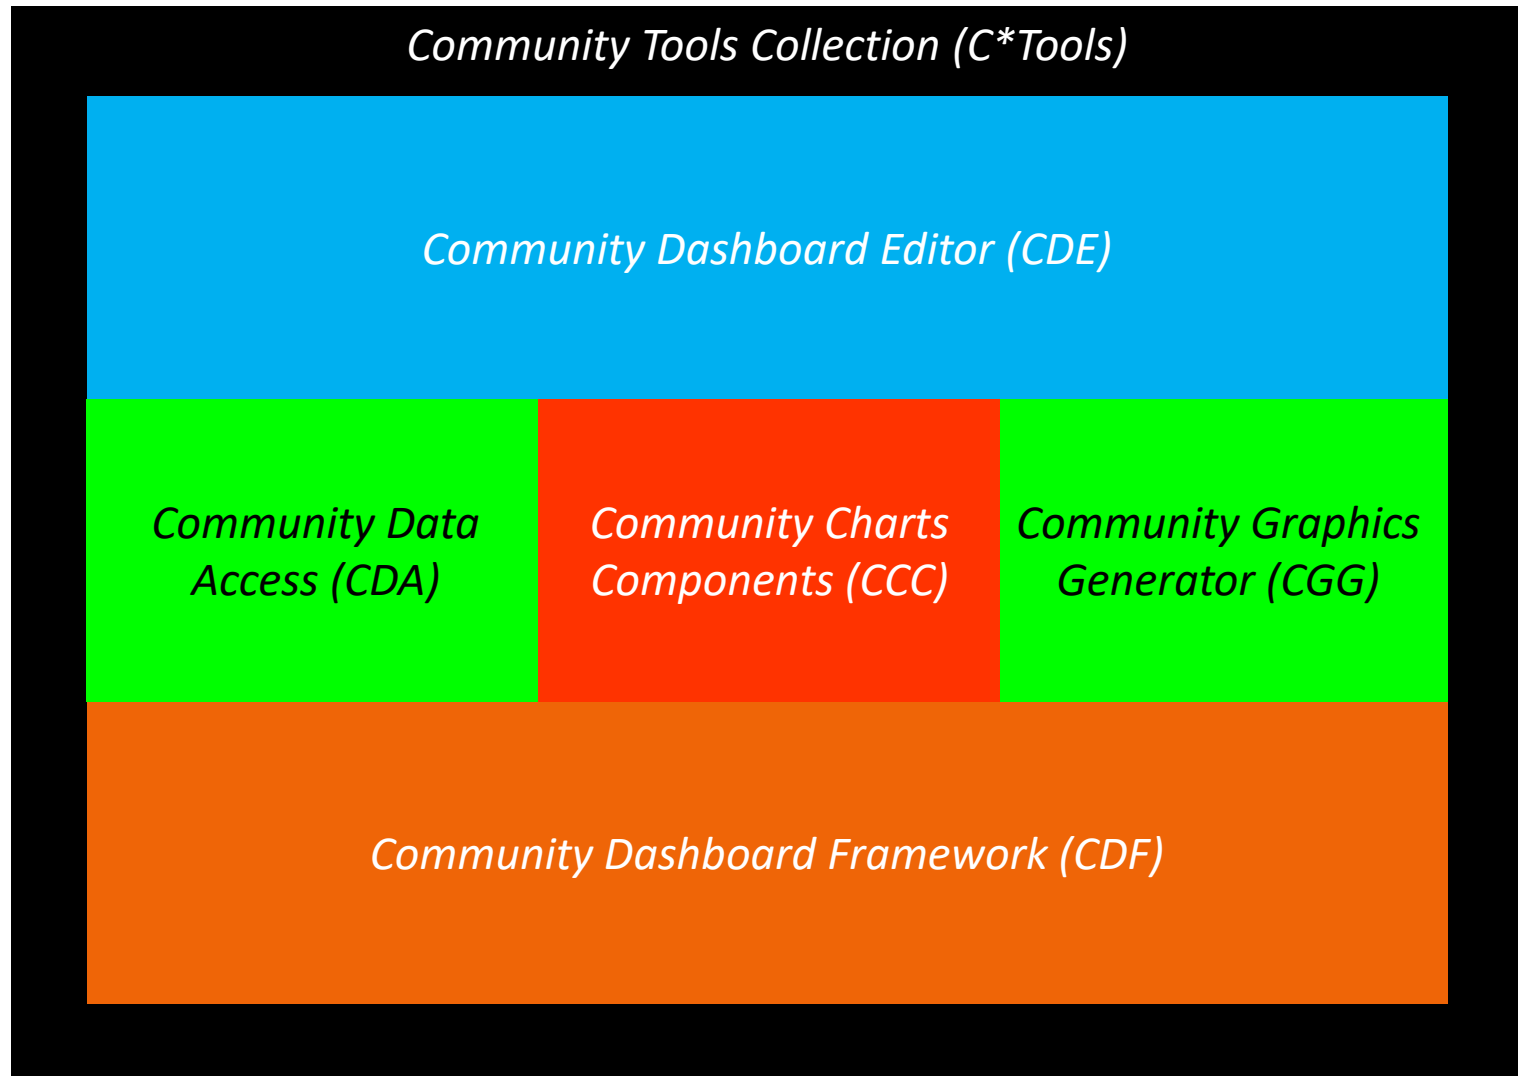 Community Tools Collection (C*Tools)
Community Dashboard Editor (CDE)
Community Data
Access (CDA)
Community Charts
Components (CCC)
Community Graphics
Generator (CGG)
Community Dashboard Framework (CDF)